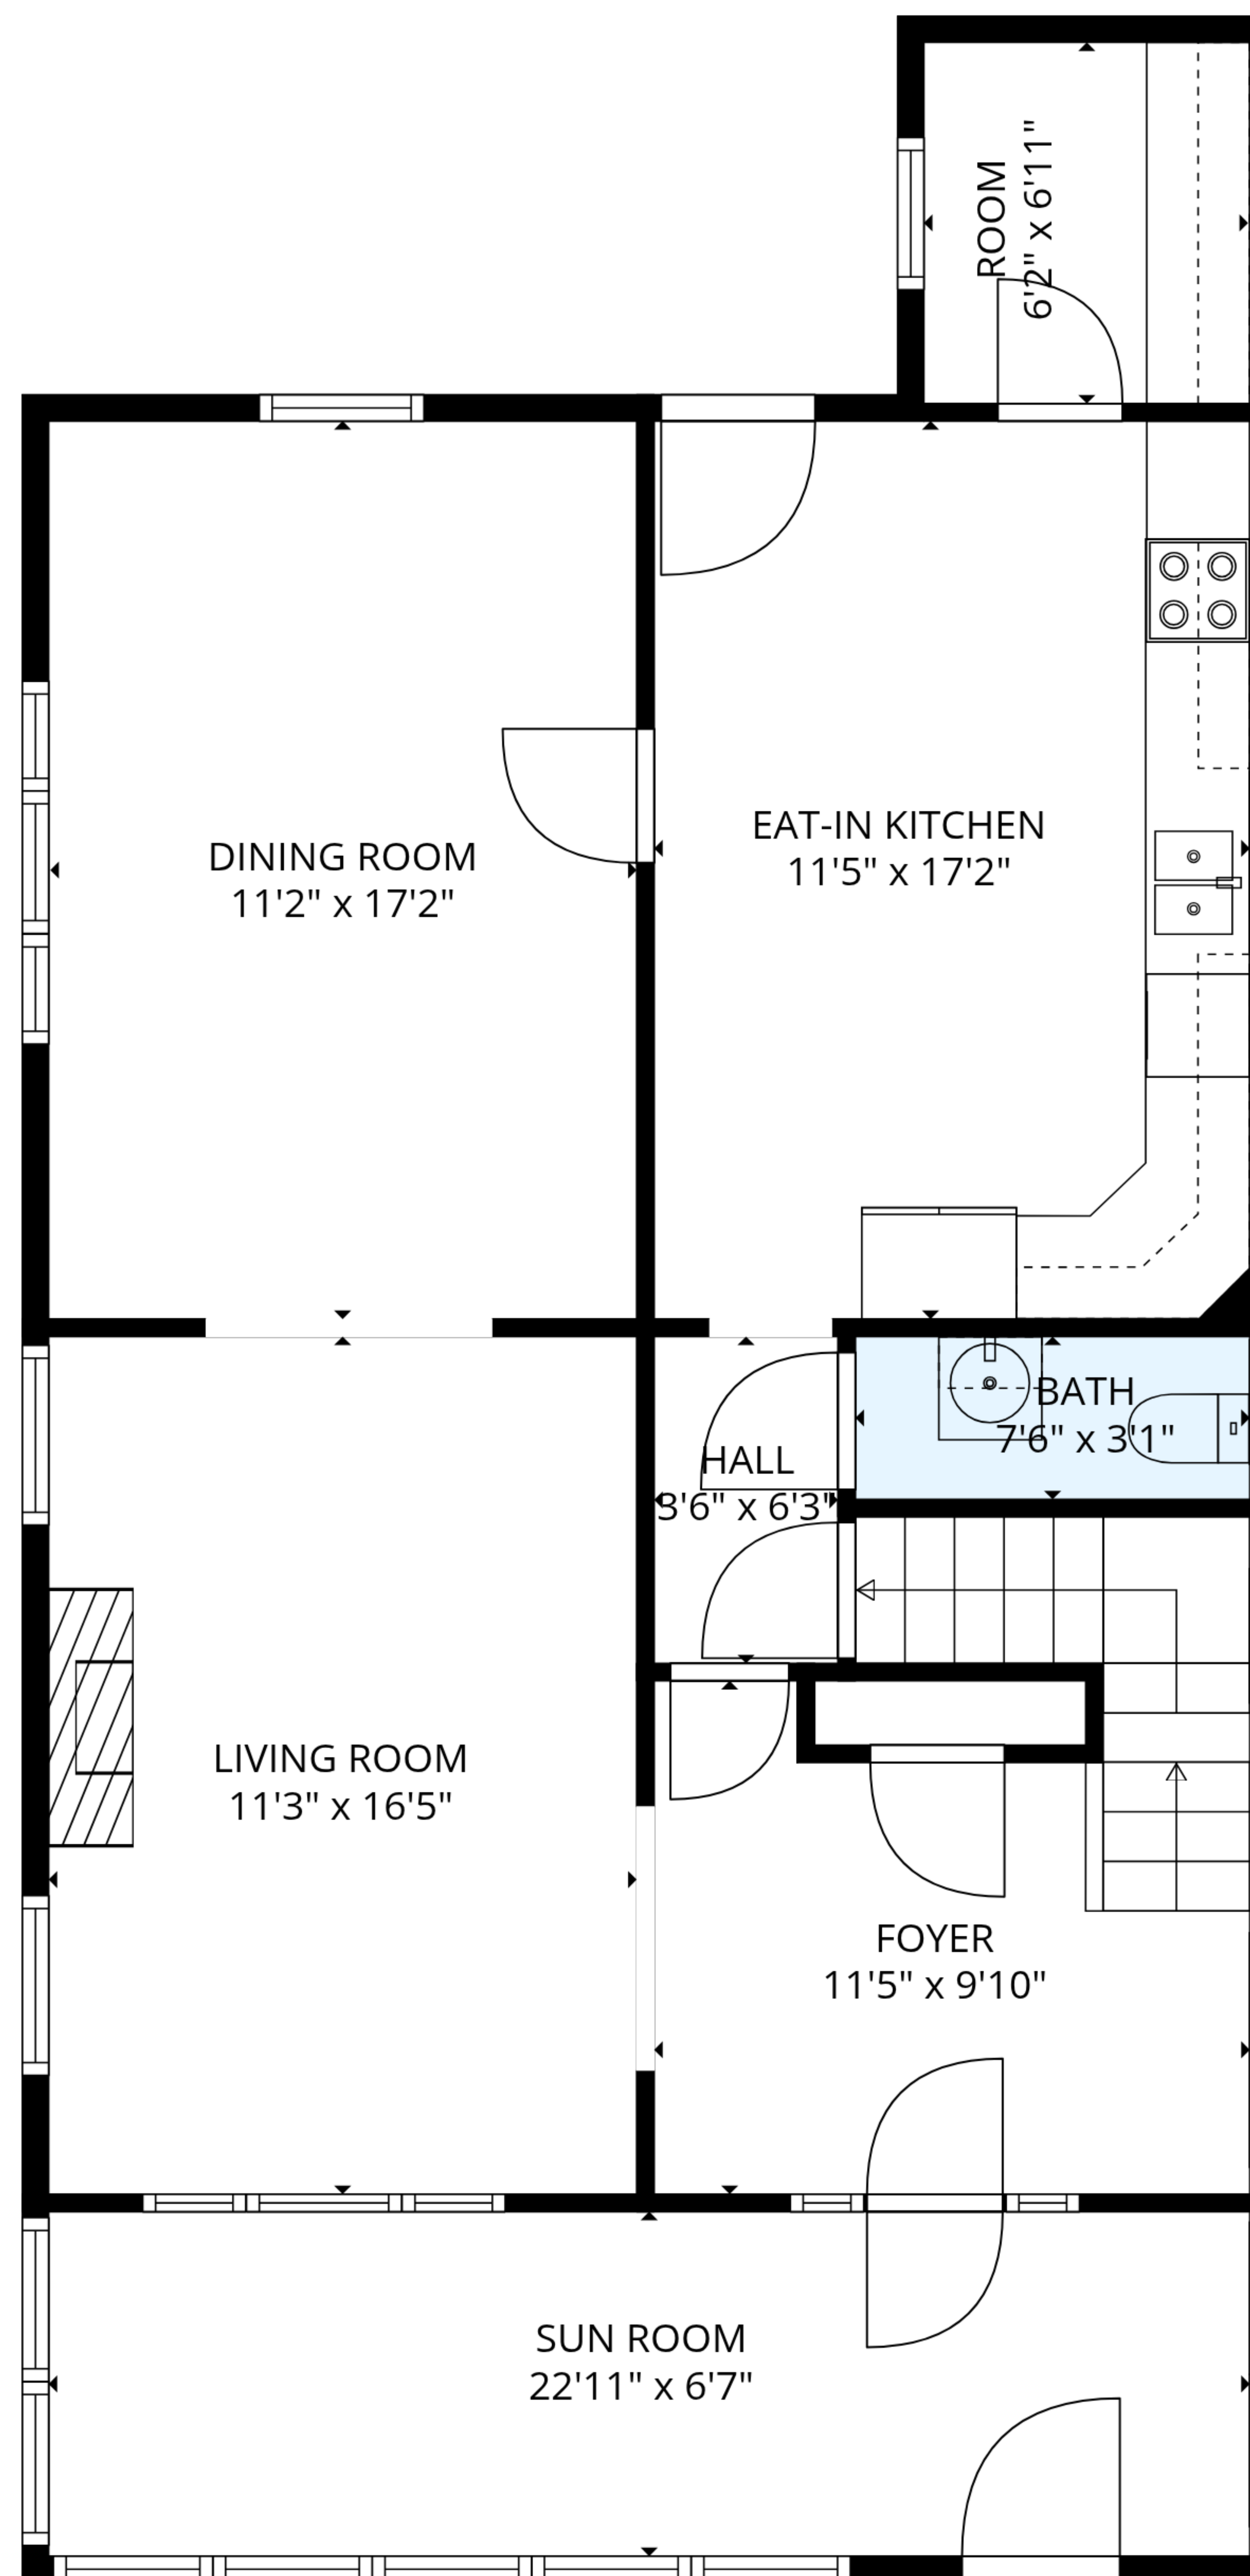 ROOM
6'2" x 6'11"
EAT-IN KITCHEN
11'5" x 17'2"
DINING ROOM
11'2" x 17'2"
BATH
7'6" x 3'1"
HALL
3'6" x 6'3"
LIVING ROOM
11'3" x 16'5"
FOYER
11'5" x 9'10"
SUN ROOM
22'11" x 6'7"